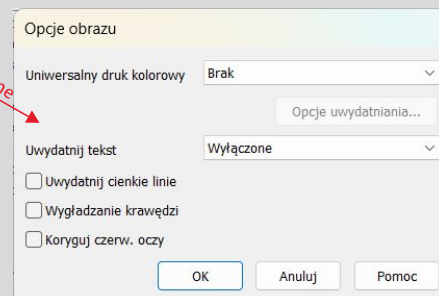 Opcje obrazu
Uniwersalny druk kolorowy Brak
Opcje uwydatniania...
Uwydatnij tekst Wyłączone
Uwydatnij cienkie linie
Wygładzanie krawędzi
Koryguj czerw. oczy
OK Anuluj Pomoc